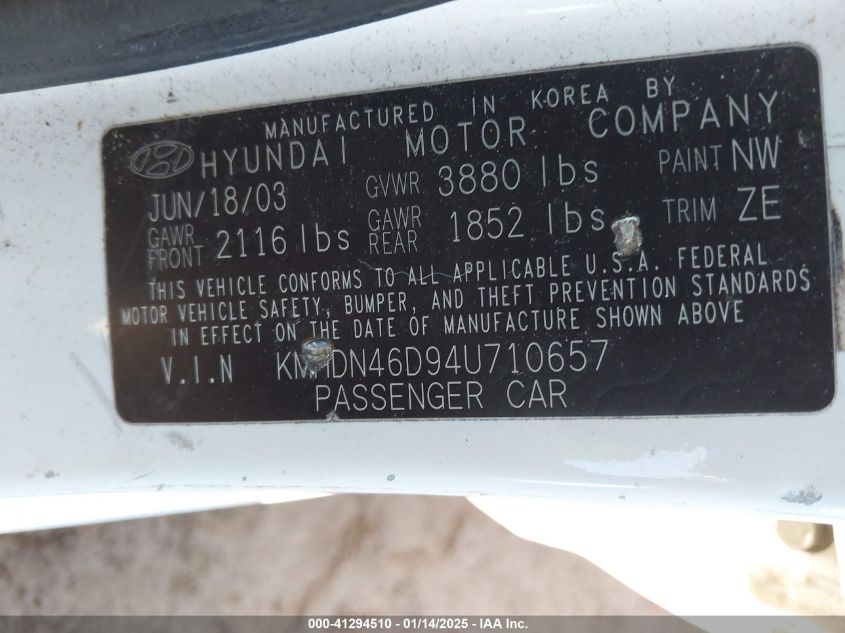 MANUFACTURED IN KOREA BY
HYUNDAI MOTOR COMPANY
JUN/18/03 GVWR 3880 lbs PAINT NW
GAWR FRONT 2116 lbs GAWR REAR 1852 lbs TRIM ZE
THIS VEHICLE CONFORMS TO ALL APPLICABLE U.S.A. FEDERAL
MOTOR VEHICLE SAFETY, BUMPER, AND THEFT PREVENTION STANDARDS
IN EFFECT ON THE DATE OF MANUFACTURE SHOWN ABOVE
V.I.N KMHDN46D94U710657
PASSENGER CAR
000-41294510 - 01/14/2025 - IAA Inc.